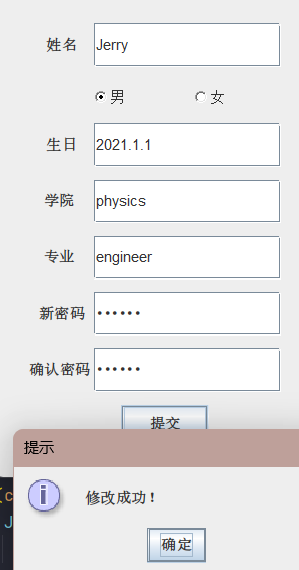 姓名 Jerry
男 女
生日 2021.1.1
学院 physics
专业 engineer
新密码 ••••••
确认密码 ••••••
提交
提示
修改成功！
确定